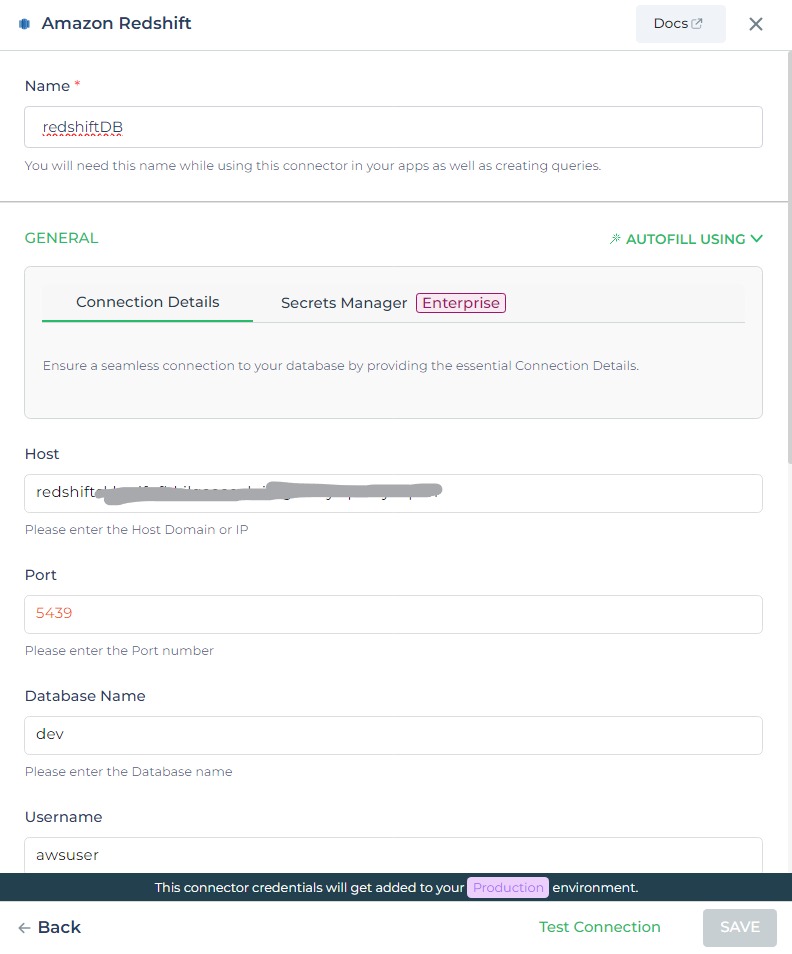 Amazon Redshift
Docs
Name *
redshiftDB
You will need this name while using this connector in your apps as well as creating queries.
GENERAL
AUTOFILL USING
Connection Details
Secrets Manager Enterprise
Ensure a seamless connection to your database by providing the essential Connection Details.
Host
redshift
Please enter the Host Domain or IP
Port
5439
Please enter the Port number
Database Name
dev
Please enter the Database name
Username
awsuser
This connector credentials will get added to your Production environment.
Back
Test Connection
SAVE